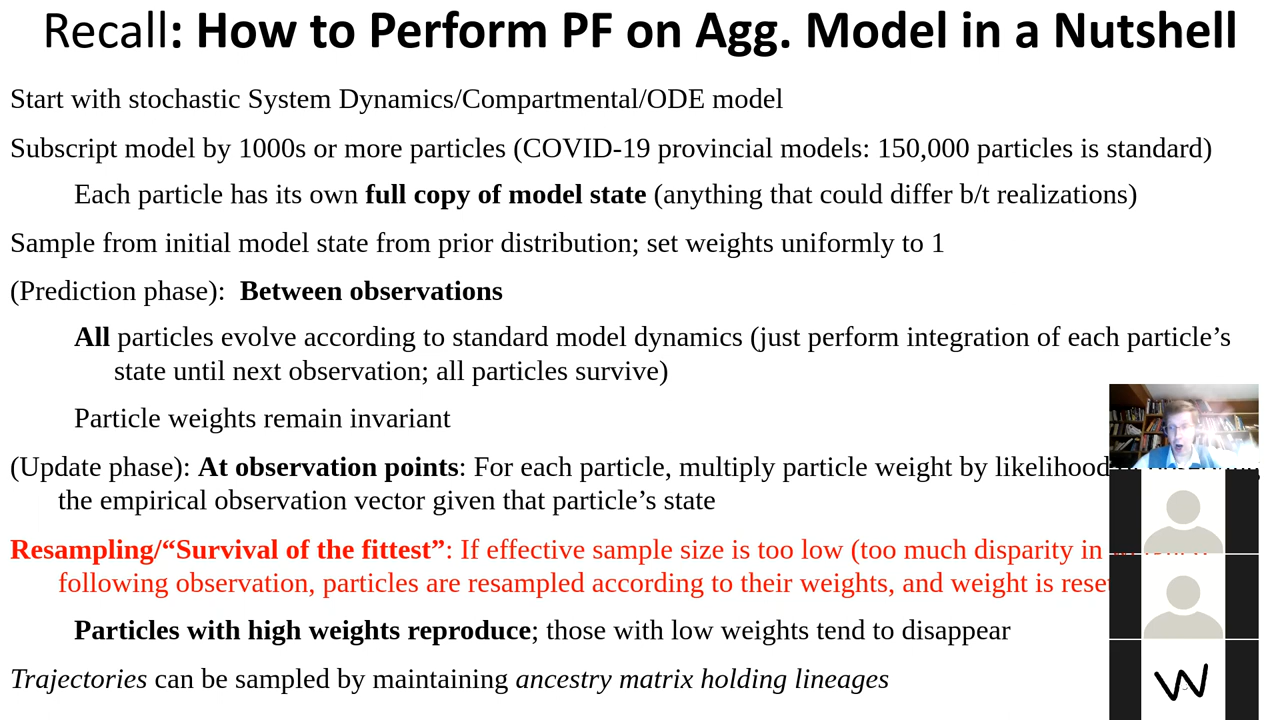 Recall: How to Perform PF on Agg. Model in a Nutshell
Start with stochastic System Dynamics/Compartmental/ODE model
Subscript model by 1000s or more particles (COVID-19 provincial models: 150,000 particles is standard)
Each particle has its own full copy of model state (anything that could differ b/t realizations)
Sample from initial model state from prior distribution; set weights uniformly to 1
(Prediction phase): Between observations
All particles evolve according to standard model dynamics (just perform integration of each particle’s
state until next observation; all particles survive)
Particle weights remain invariant
(Update phase): At observation points: For each particle, multiply particle weight by likelihood
the empirical observation vector given that particle’s state
Resampling/“Survival of the fittest”: If effective sample size is too low (too much disparity in
following observation, particles are resampled according to their weights, and weight is reset
Particles with high weights reproduce; those with low weights tend to disappear
Trajectories can be sampled by maintaining ancestry matrix holding lineages
W